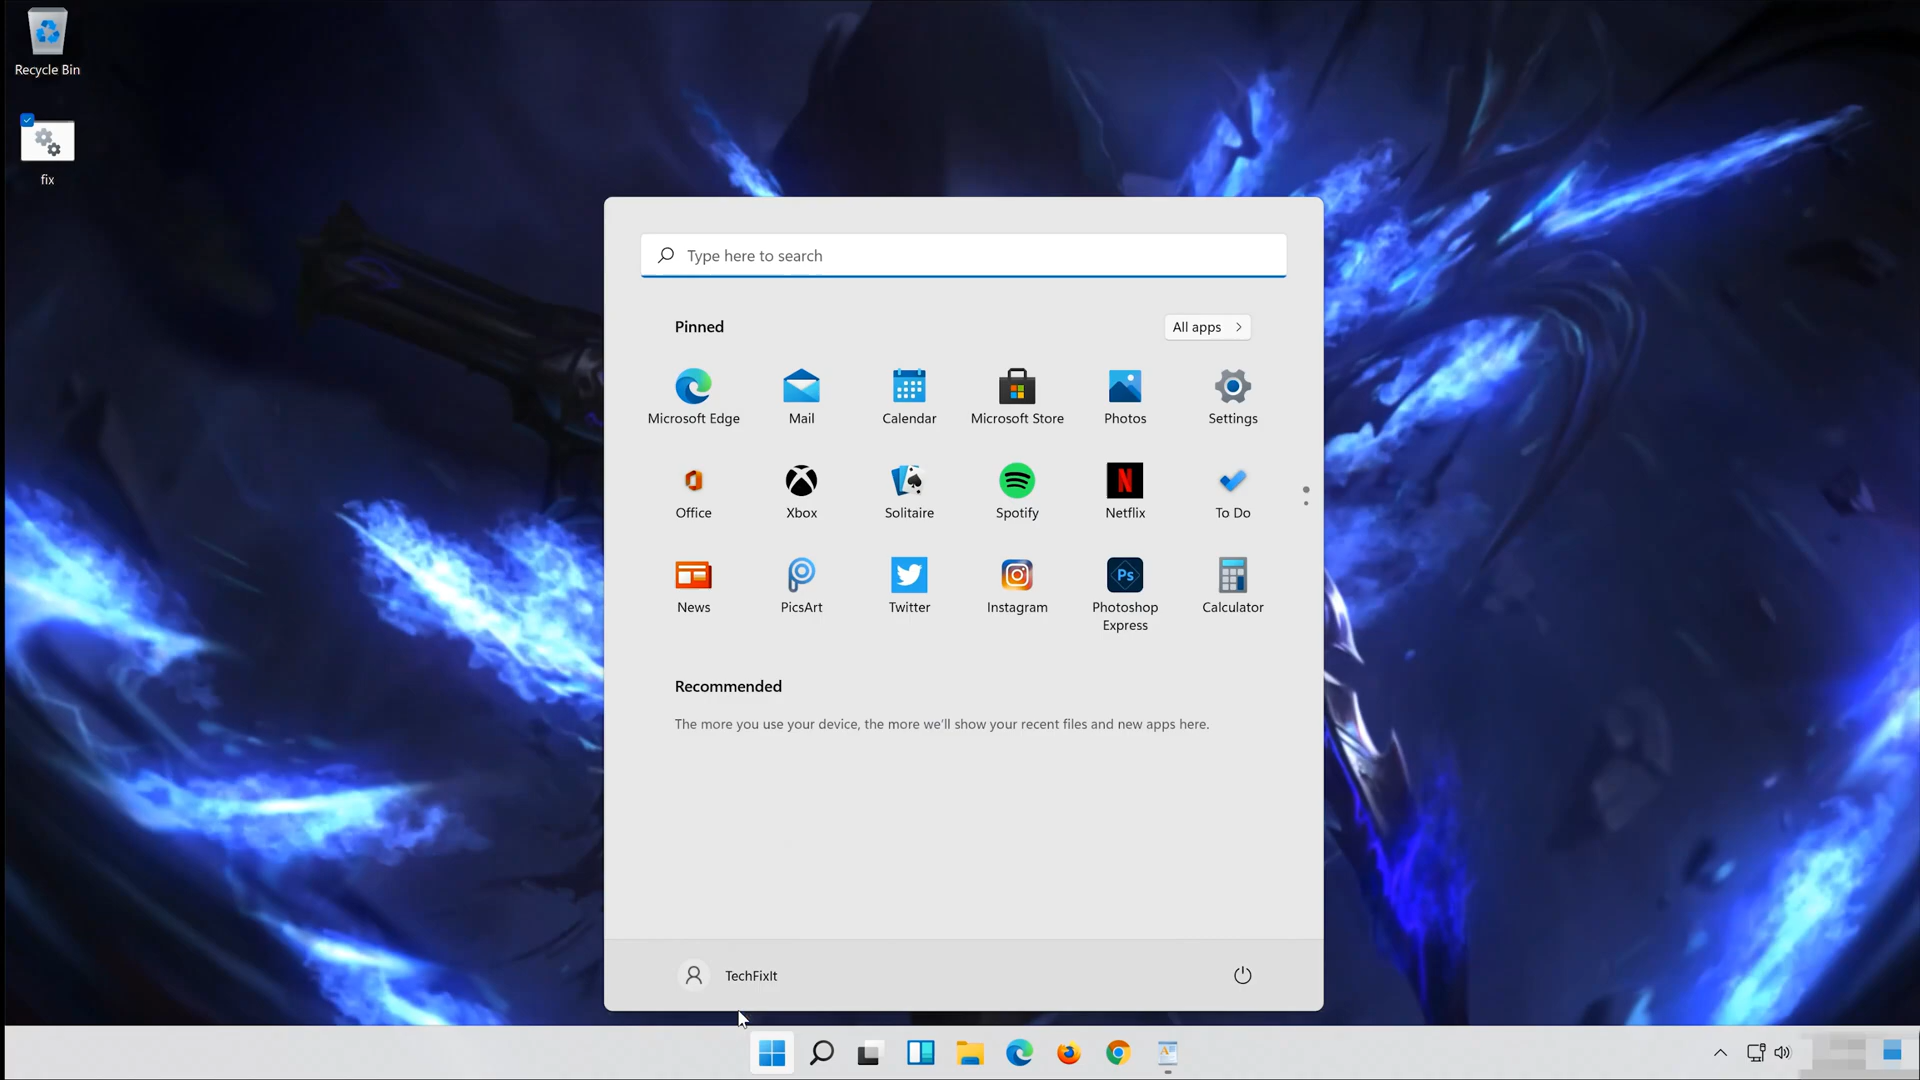 Recycle Bin
fix
Type here to search
Pinned
All apps
Microsoft Edge
Mail
Calendar
Microsoft Store
Photos
Settings
Office
Xbox
Solitaire
Spotify
N
Netflix
To Do
News
PicsArt
Twitter
Instagram
Ps
Photoshop
Express
Calculator
Recommended
The more you use your device, the more we'll show your recent files and new apps here.
TechFixIt